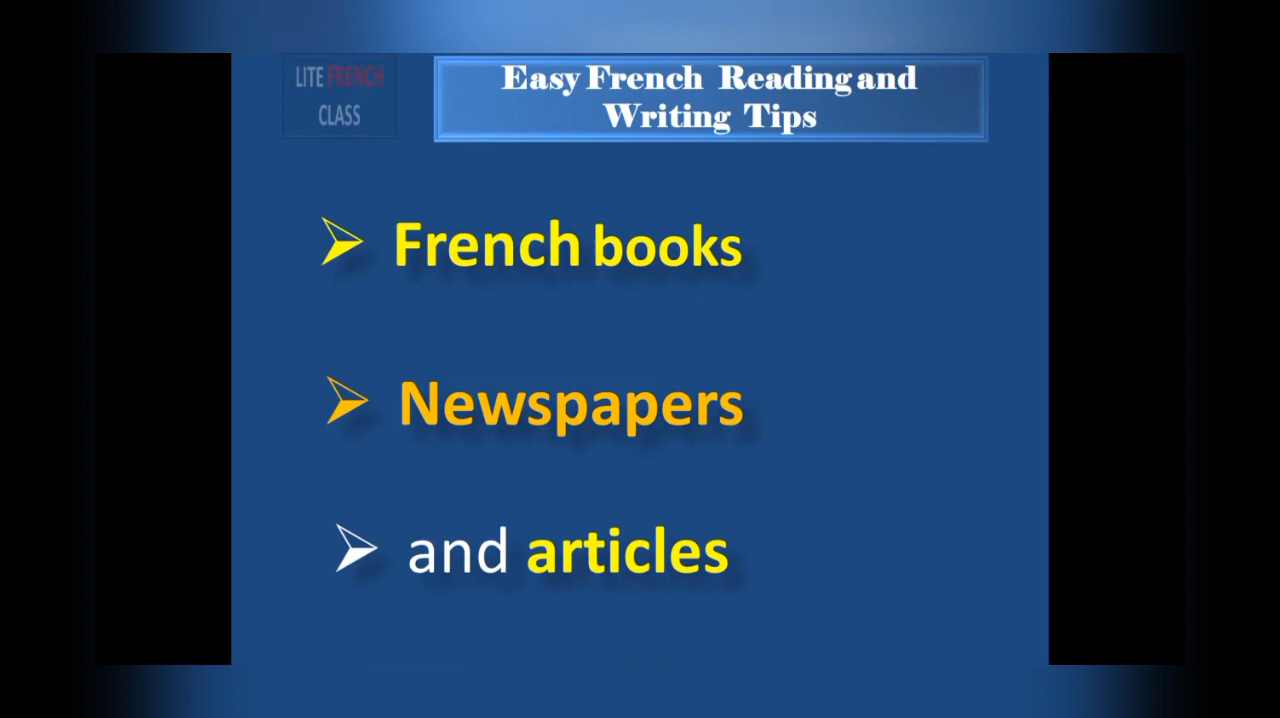 LITE FRENCH
CLASS
Easy French Reading and
Writing Tips
French books
Newspapers
and articles